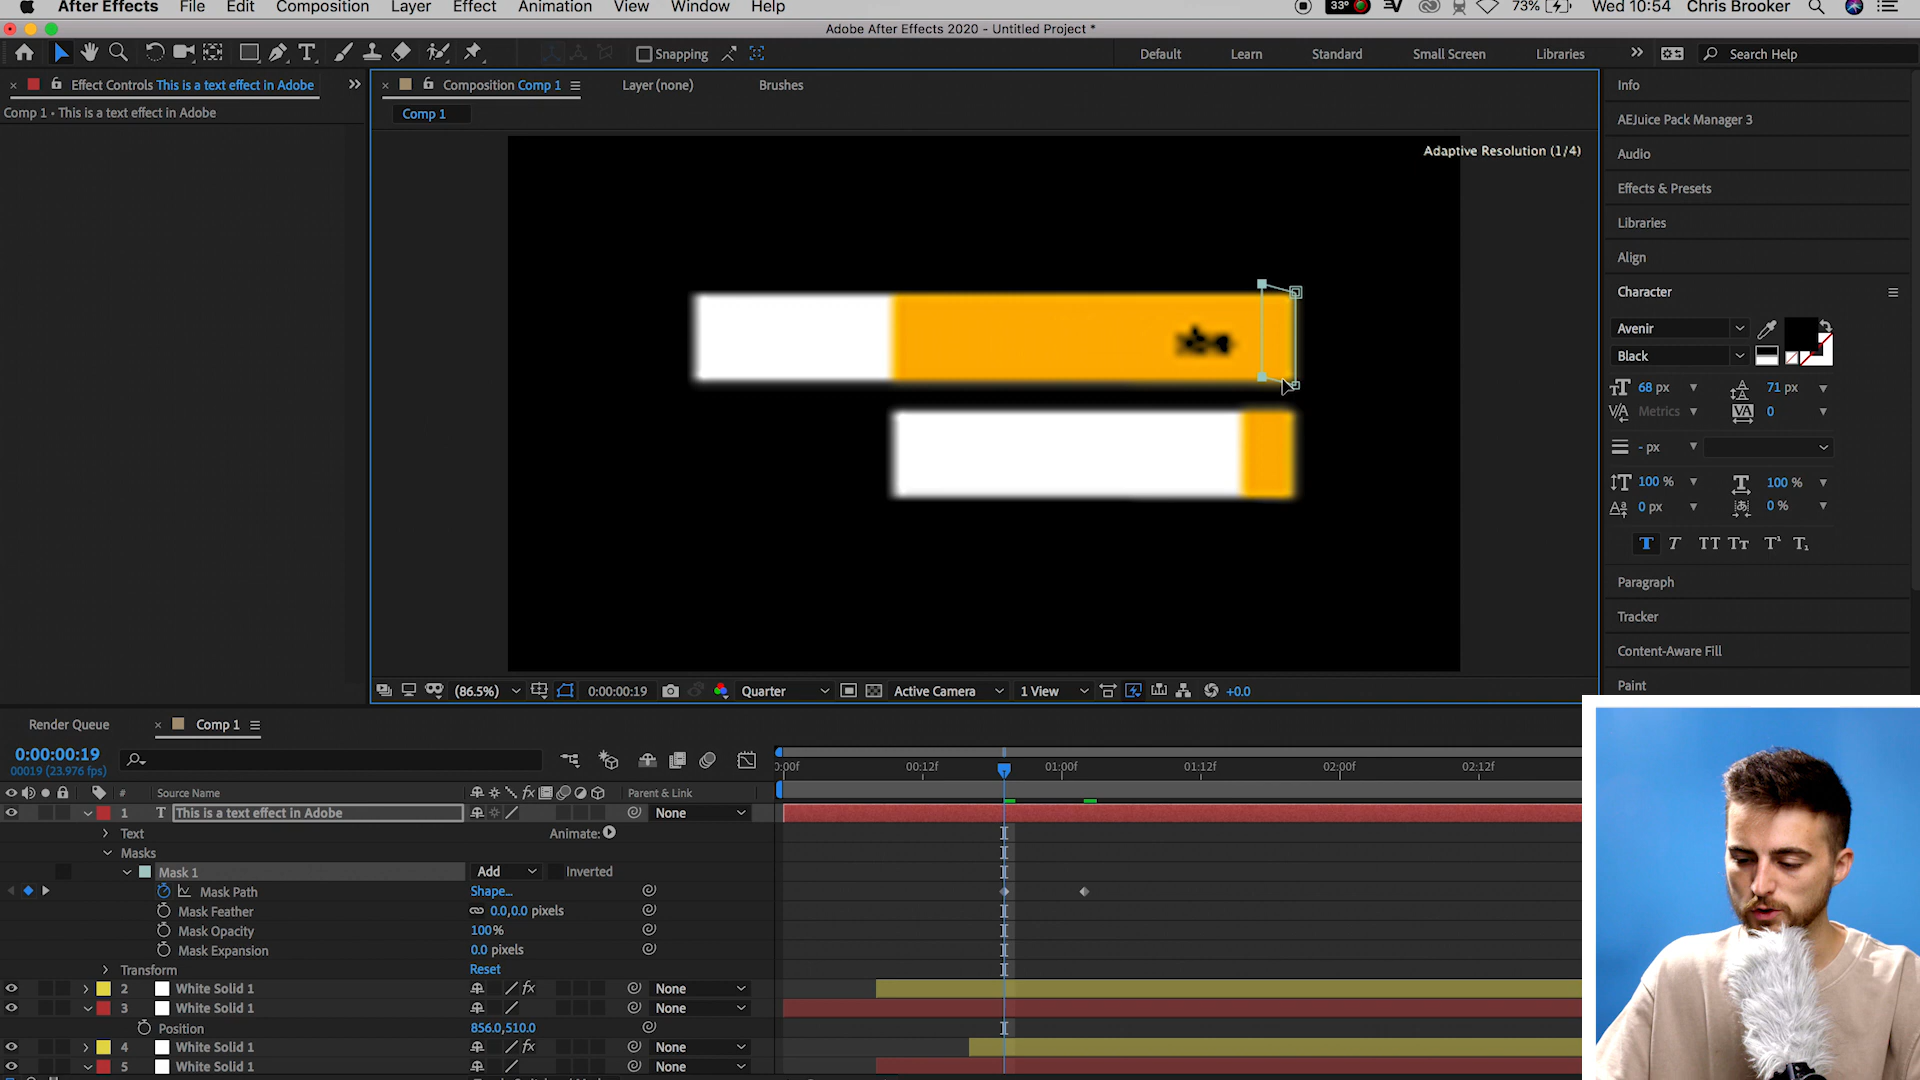 After Effects File Edit Composition Layer Effect Animation View Window Help 33° 73% Wed 10:54 Chris Brooker
Adobe After Effects 2020 - Untitled Project *
Snapping Default Learn Standard Small Screen Libraries Search Help
Effect Controls This is a text effect in Adobe
Composition Comp 1 Layer (none) Brushes
Comp 1 • This is a text effect in Adobe
Comp 1
Adaptive Resolution (1/4)
Info
AEJuice Pack Manager 3
Audio
Effects & Presets
Libraries
Align
Character
Avenir
Black
68 px 71 px
Metrics 0
- px
100 % 100 %
0 px 0 %
T T TT Tт T¹ T₁
Paragraph
Tracker
Content-Aware Fill
Paint
(86.5%) 0:00:00:19 Quarter Active Camera 1 View +0.0
Render Queue Comp 1
0:00:00:19
00019 (23.976 fps)
:00f 00:12f 01:00f 01:12f 02:00f 02:12f
# Source Name Parent & Link
1 T This is a text effect in Adobe None
Text Animate:
Masks
Mask 1 Add Inverted
Mask Path Shape...
Mask Feather 0.0,0.0 pixels
Mask Opacity 100%
Mask Expansion 0.0 pixels
Transform Reset
2 White Solid 1 fx None
3 White Solid 1 None
Position 856.0,510.0
4 White Solid 1 fx None
5 White Solid 1 None